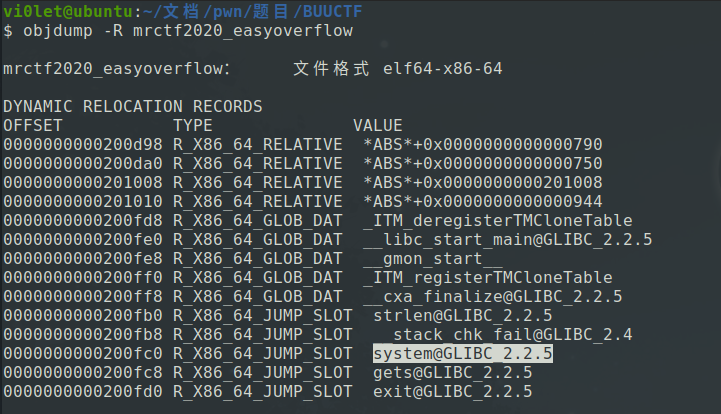 vi0let@ubuntu:~/文档/pwn/题目/BUUCTF
$ objdump -R mrctf2020_easyoverflow
mrctf2020_easyoverflow： 文件格式 elf64-x86-64
DYNAMIC RELOCATION RECORDS
OFFSET TYPE VALUE
0000000000200d98 R_X86_64_RELATIVE *ABS*+0x0000000000000790
0000000000200da0 R_X86_64_RELATIVE *ABS*+0x0000000000000750
0000000000201008 R_X86_64_RELATIVE *ABS*+0x0000000000201008
0000000000201010 R_X86_64_RELATIVE *ABS*+0x0000000000000944
0000000000200fd8 R_X86_64_GLOB_DAT _ITM_deregisterTMCloneTable
0000000000200fe0 R_X86_64_GLOB_DAT __libc_start_main@GLIBC_2.2.5
0000000000200fe8 R_X86_64_GLOB_DAT __gmon_start__
0000000000200ff0 R_X86_64_GLOB_DAT _ITM_registerTMCloneTable
0000000000200ff8 R_X86_64_GLOB_DAT __cxa_finalize@GLIBC_2.2.5
0000000000200fb0 R_X86_64_JUMP_SLOT strlen@GLIBC_2.2.5
0000000000200fb8 R_X86_64_JUMP_SLOT __stack_chk_fail@GLIBC_2.4
0000000000200fc0 R_X86_64_JUMP_SLOT system@GLIBC_2.2.5
0000000000200fc8 R_X86_64_JUMP_SLOT gets@GLIBC_2.2.5
0000000000200fd0 R_X86_64_JUMP_SLOT exit@GLIBC_2.2.5